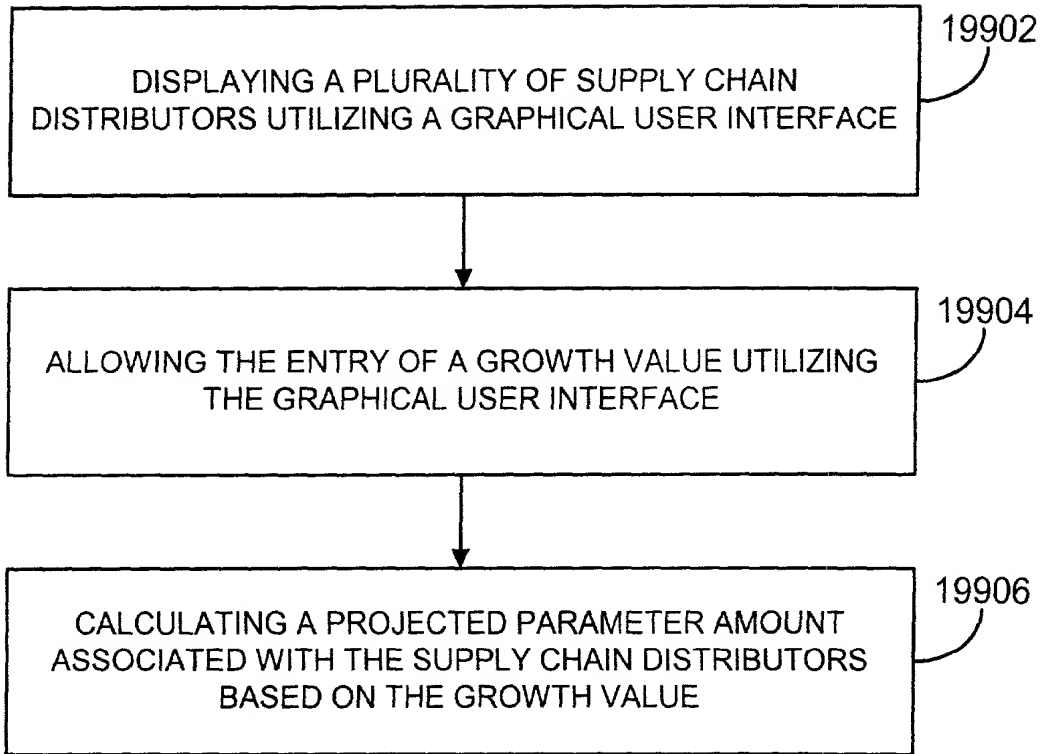 19902
DISPLAYING A PLURALITY OF SUPPLY CHAIN
DISTRIBUTORS UTILIZING A GRAPHICAL USER INTERFACE
19904
ALLOWING THE ENTRY OF A GROWTH VALUE UTILIZING
THE GRAPHICAL USER INTERFACE
19906
CALCULATING A PROJECTED PARAMETER AMOUNT
ASSOCIATED WITH THE SUPPLY CHAIN DISTRIBUTORS
BASED ON THE GROWTH VALUE